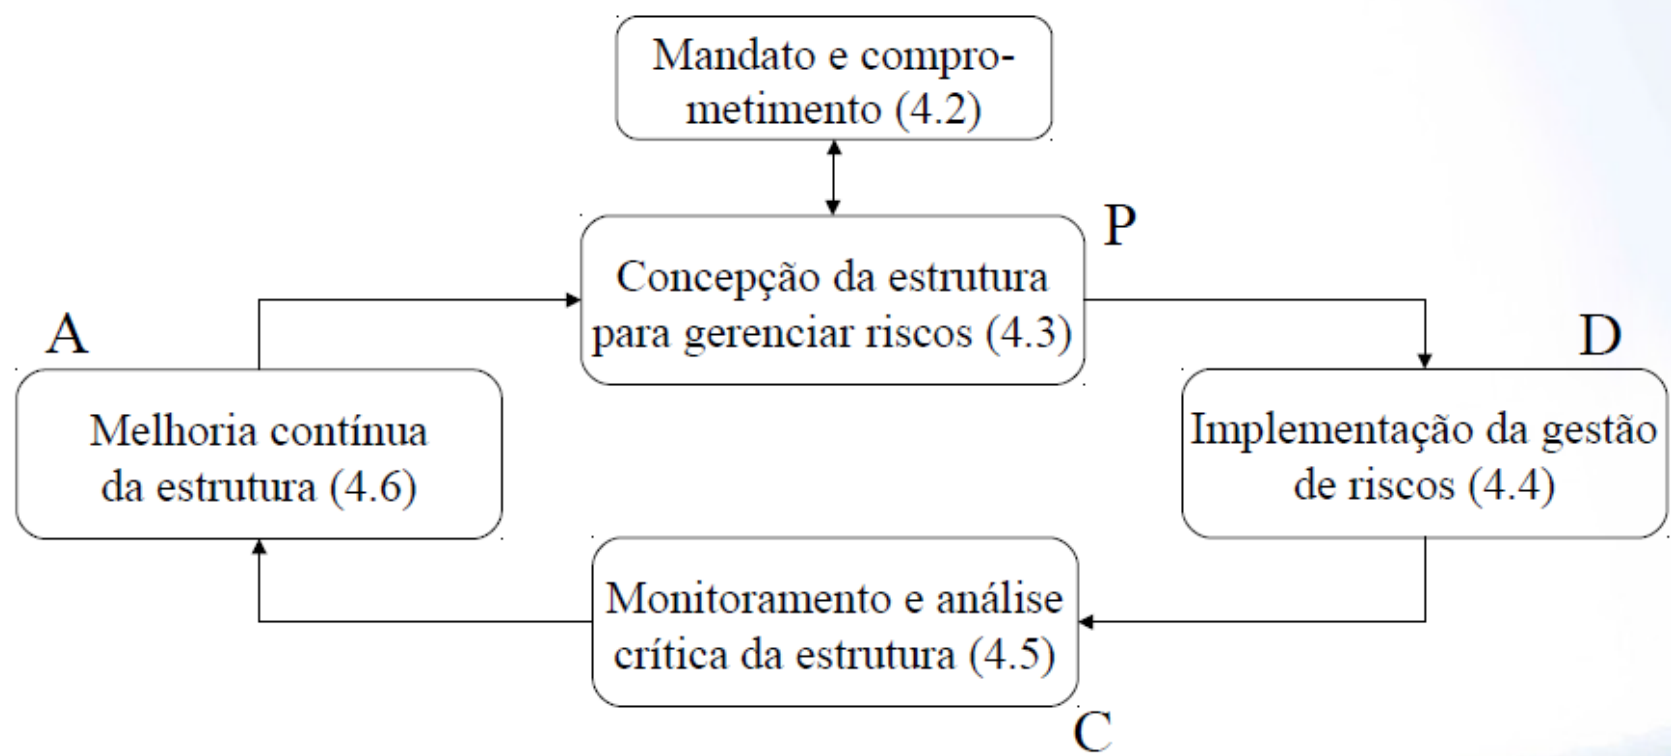 Mandato e compro-
metimento (4.2)
P
Concepção da estrutura
para gerenciar riscos (4.3)
D
Implementação da gestão
de riscos (4.4)
A
Melhoria contínua
da estrutura (4.6)
Monitoramento e análise
crítica da estrutura (4.5)
C